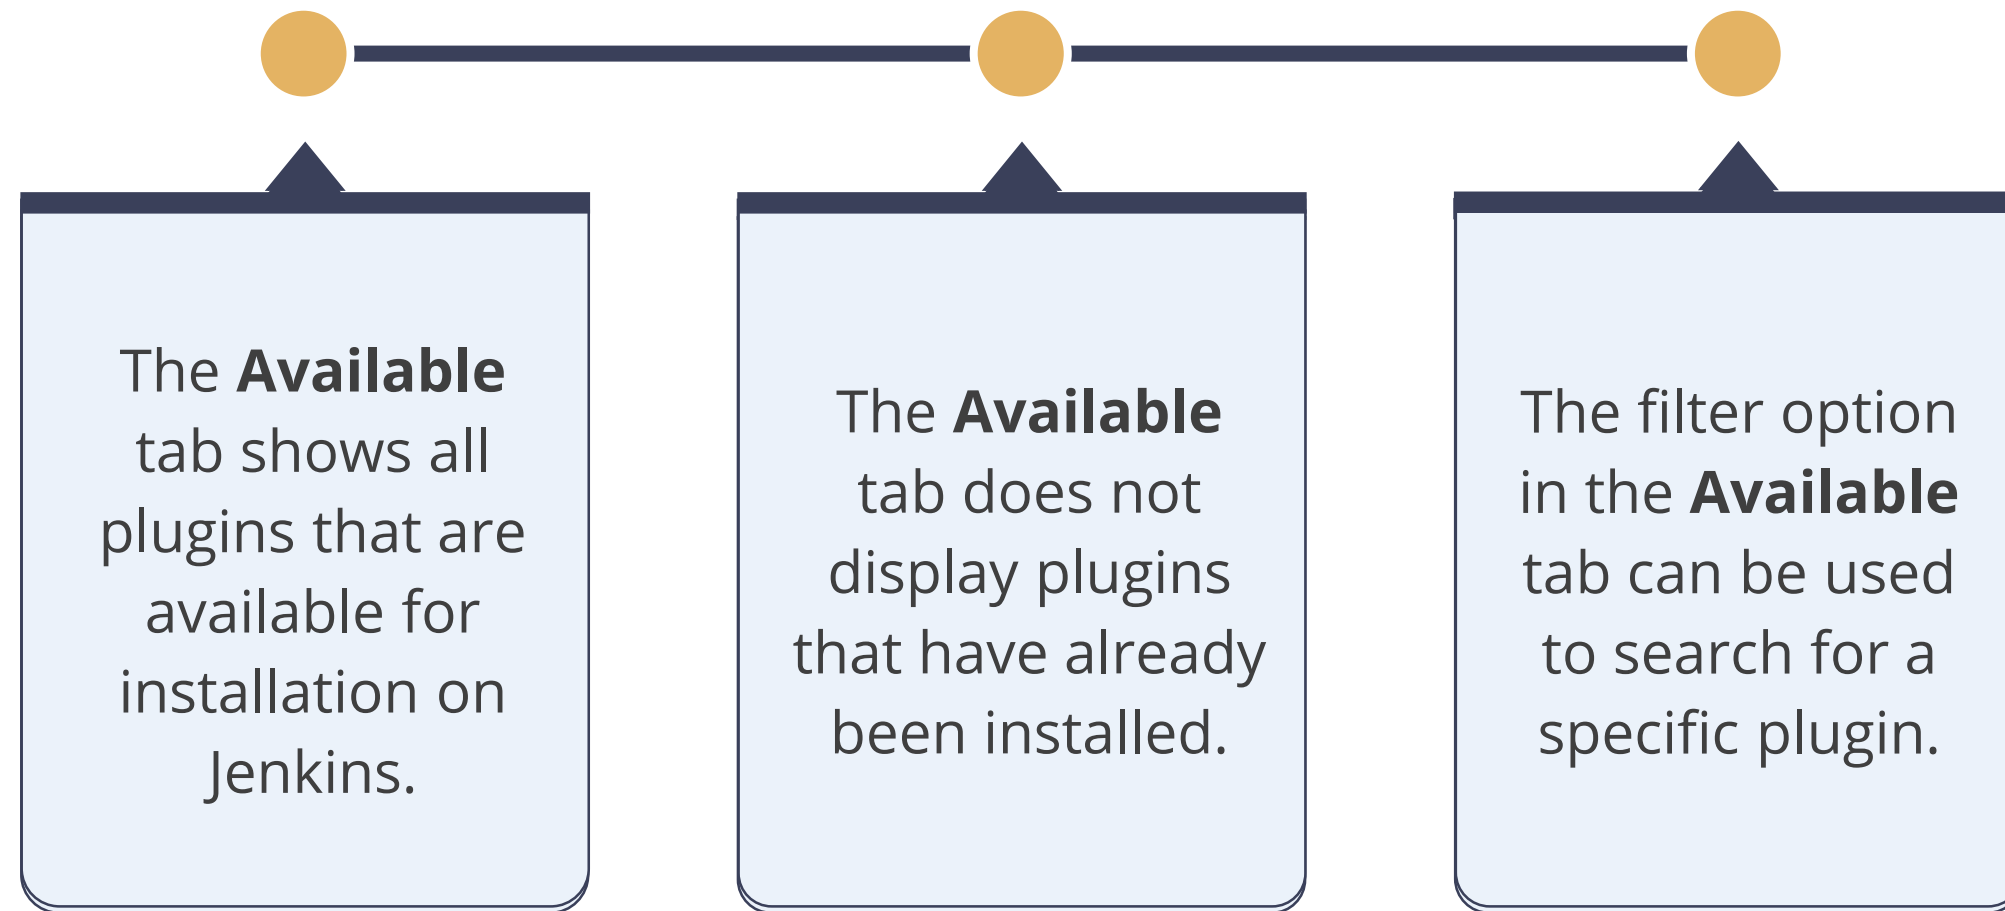 The Available
tab shows all
plugins that are
available for
installation on
Jenkins.
The Available
tab does not
display plugins
that have already
been installed.
The filter option
in the Available
tab can be used
to search for a
specific plugin.